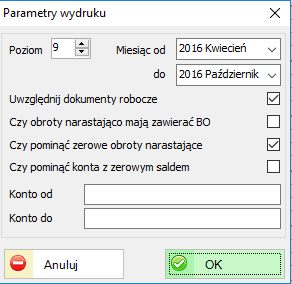 Parametry wydruku
Poziom 9 Miesiąc od 2016 Kwiecień
do 2016 Październik
Uwzględnij dokumenty robocze
Czy obroty narastająco mają zawierać BO
Czy pominąć zerowe obroty narastające
Czy pominąć konta z zerowym saldem
Konto od
Konto do
Anuluj OK